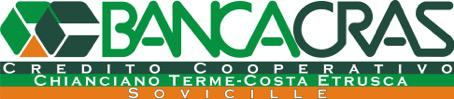 BANCACRAS
CREDITO COOPERATIVO
CHIANCIANO TERME-COSTA ETRUSCA
SOVICILLE